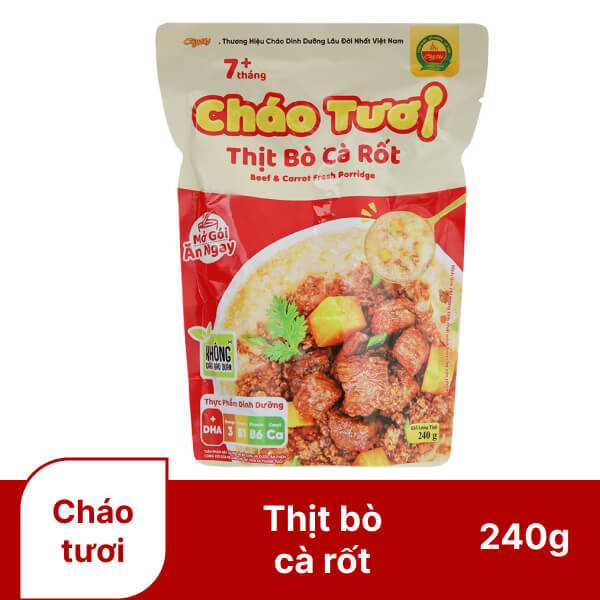 Cây Thị
. Thương Hiệu Cháo Dinh Dưỡng Lâu Đời Nhất Việt Nam
7+
tháng
Cháo Tươi
Thịt Bò Cà Rốt
Beef & Carrot Fresh Porridge
Mở Gói
Ăn Ngay
KHÔNG
CHẤT BẢO QUẢN
Thực Phẩm Dinh Dưỡng
+
DHA
3
B1
B6
Ca
Khối Lượng Tịnh
240 g
Cháo
tươi
Thịt bò
cà rốt
240g